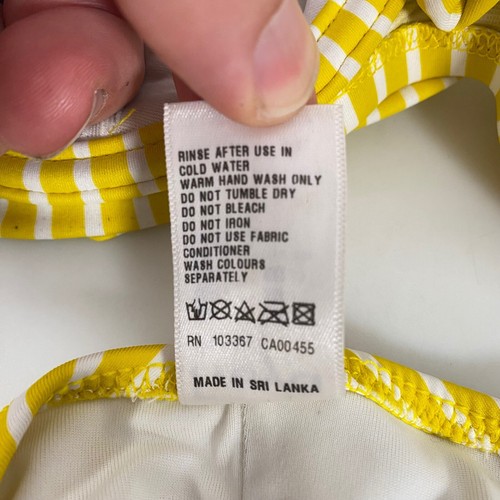 RINSE AFTER USE IN
COLD WATER
WARM HAND WASH ONLY
DO NOT TUMBLE DRY
DO NOT BLEACH
DO NOT IRON
DO NOT USE FABRIC
CONDITIONER
WASH COLOURS
SEPARATELY
RN 103367 CA00455
MADE IN SRI LANKA